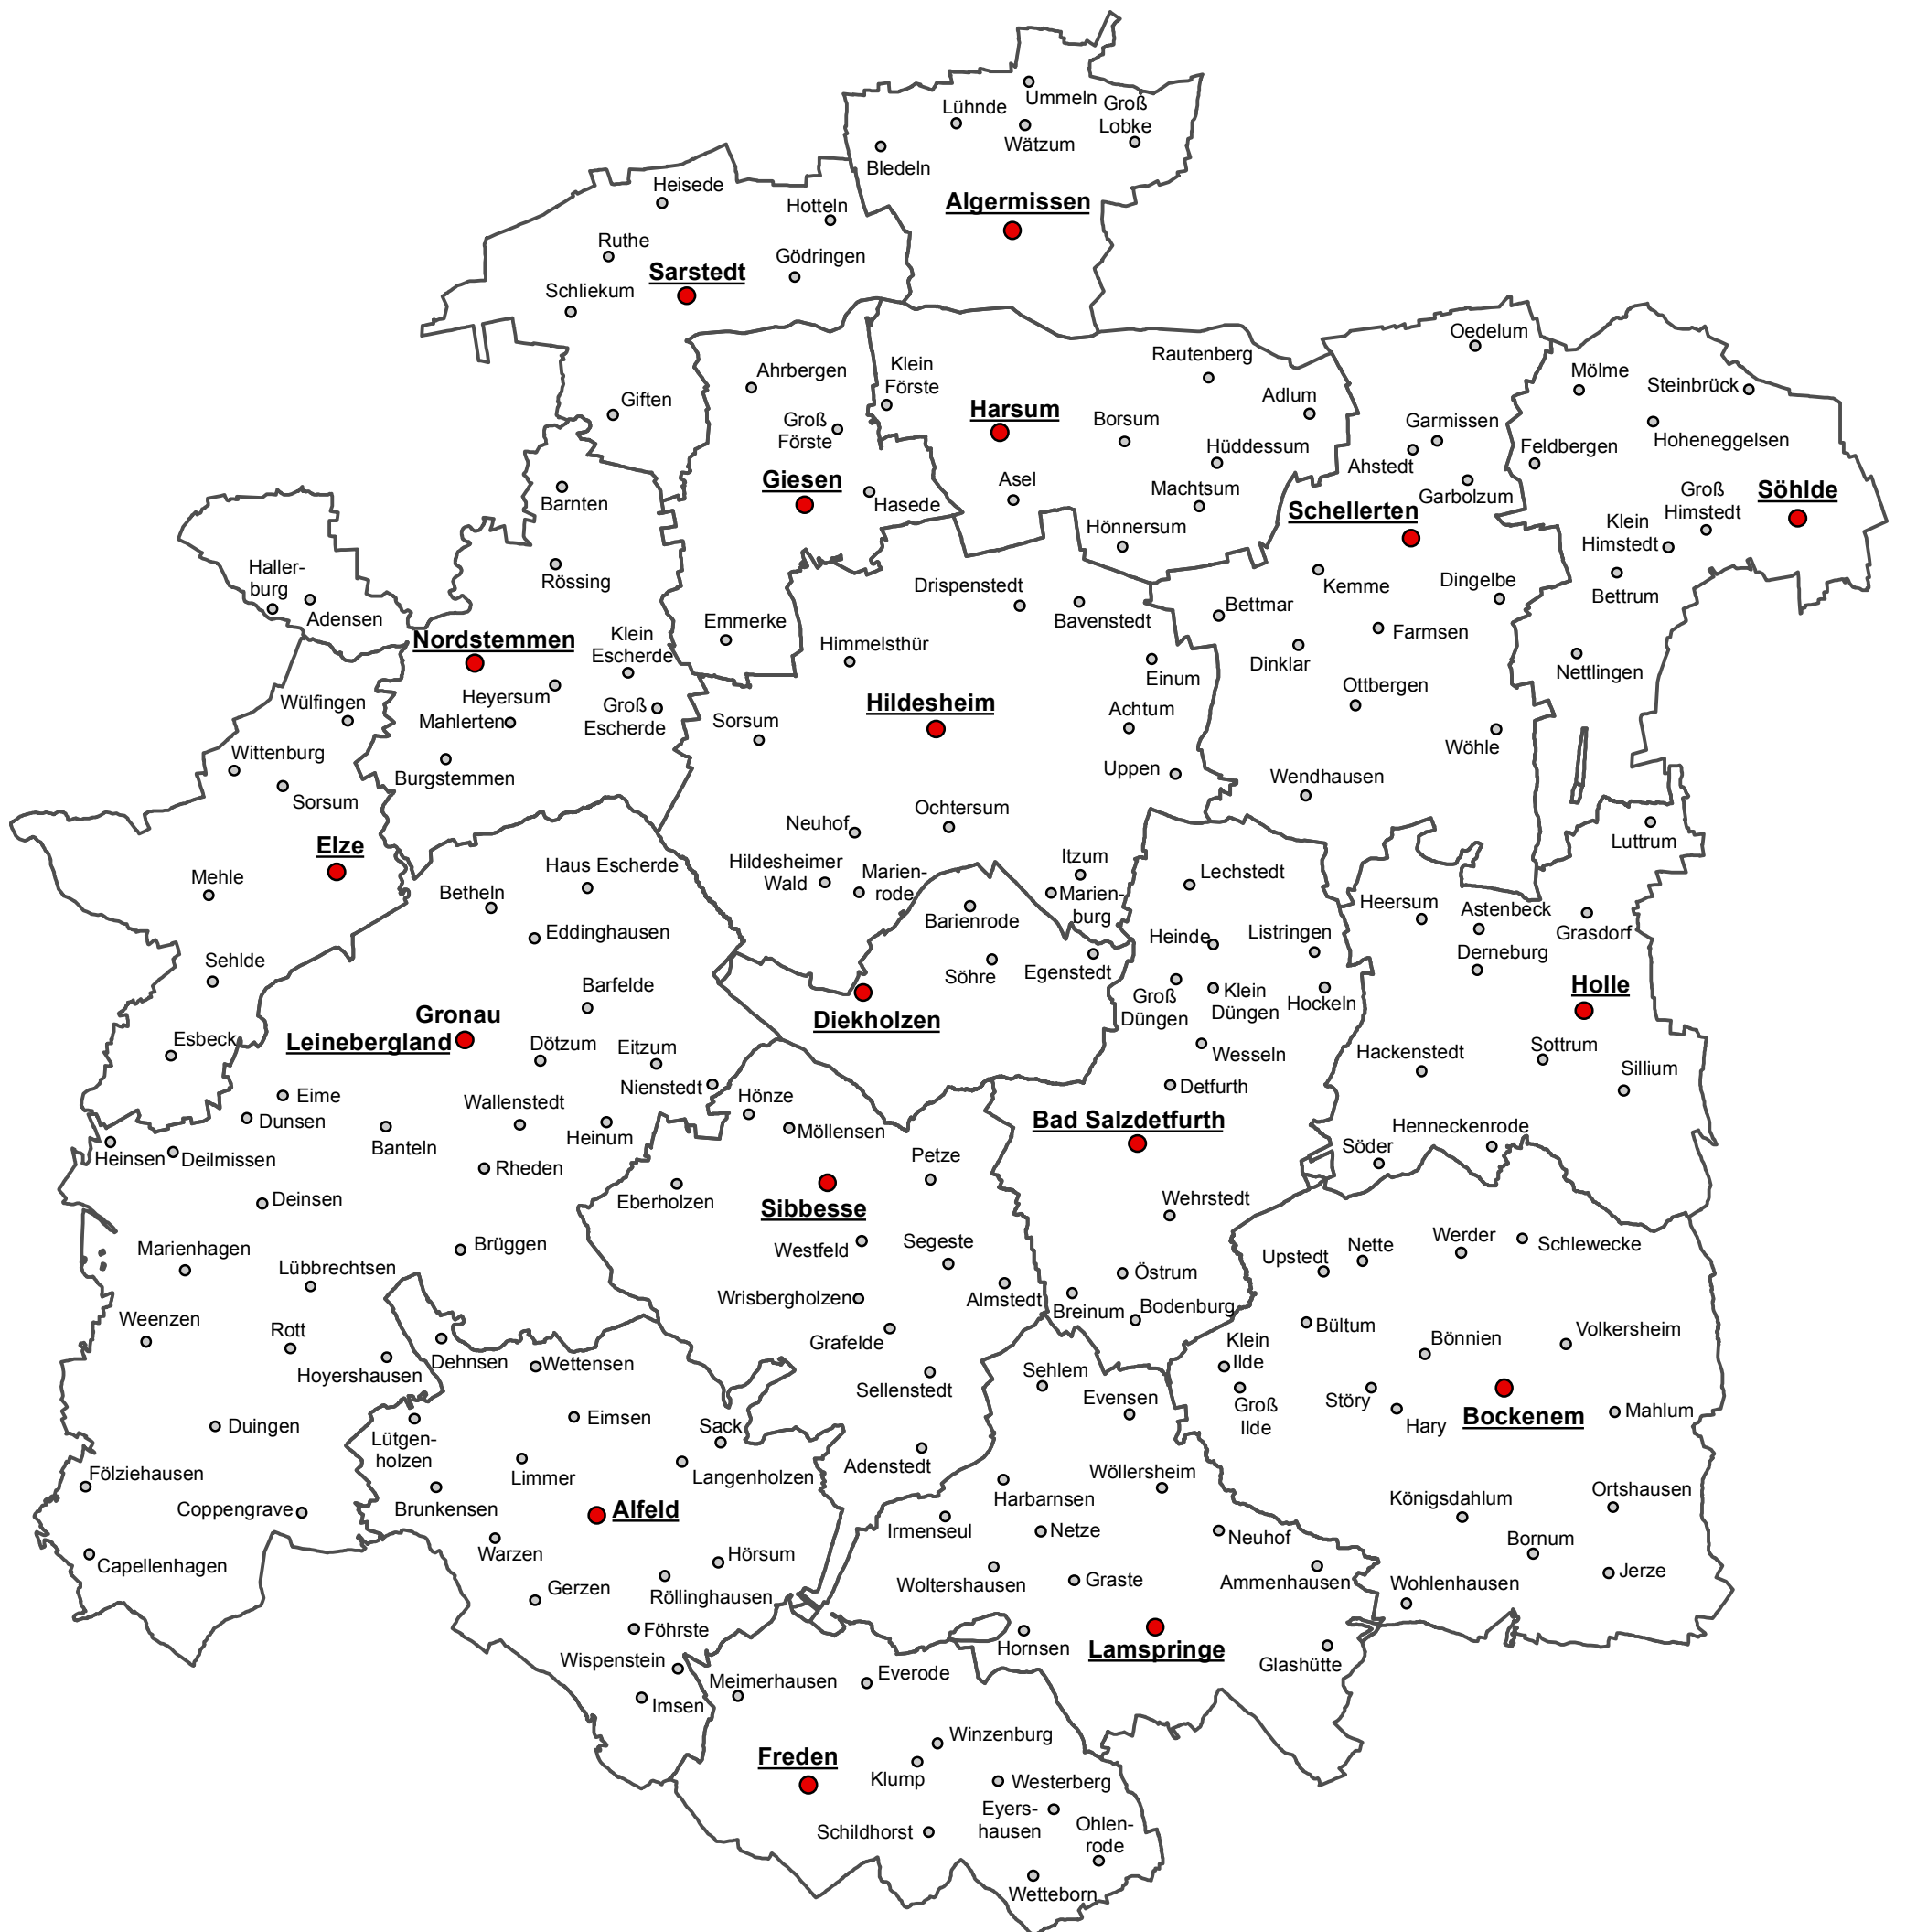 Ummeln
Lühnde
Groß
Lobke
Wätzum
Bledeln
Algermissen
Heisede
Hotteln
Ruthe
Gödringen
Sarstedt
Schliekum
Giften
Ahrbergen
Groß
Förste
Giesen
Hasede
Emmerke
Klein
Förste
Harsum
Rautenberg
Adlum
Borsum
Hüddessum
Asel
Machtsum
Hönnersum
Oedelum
Garmissen
Ahstedt
Garbolzum
Schellerten
Kemme
Dingelbe
Bettmar
Farmsen
Dinklar
Ottbergen
Wöhle
Wendhausen
Mölme
Steinbrück
Hoheneggelsen
Feldbergen
Groß
Himstedt
Söhlde
Klein
Himstedt
Bettrum
Nettlingen
Barnten
Rössing
Haller-
burg
Adensen
Nordstemmen
Klein
Escherde
Heyersum
Mahlerten
Groß
Escherde
Burgstemmen
Wülfingen
Wittenburg
Sorsum
Elze
Mehle
Sehlde
Esbeck
Drispenstedt
Bavenstedt
Himmelsthür
Einum
Hildesheim
Sorsum
Achtum
Uppen
Ochtersum
Neuhof
Hildesheimer
Wald
Marien-
rode
Itzum
Marien-
burg
Barienrode
Söhre
Egenstedt
Diekholzen
Lechstedt
Heinde
Listringen
Groß
Düngen
Klein
Düngen
Hockeln
Wesseln
Detfurth
Bad Salzdetfurth
Wehrstedt
Östrum
Breinum
Bodenburg
Luttrum
Heersum
Astenbeck
Grasdorf
Derneburg
Holle
Hackenstedt
Sottrum
Sillium
Henneckenrode
Söder
Haus Escherde
Betheln
Eddinghausen
Barfelde
Gronau
Leinebergland
Dötzum
Eitzum
Nienstedt
Eime
Wallenstedt
Dunsen
Banteln
Heinum
Heinsen
Deilmissen
Rheden
Deinsen
Brüggen
Marienhagen
Lübbrechtsen
Weenzen
Rott
Hoyershausen
Duingen
Fölziehausen
Coppengrave
Capellenhagen
Hönze
Möllensen
Petze
Eberholzen
Sibbesse
Westfeld
Segeste
Wrisbergholzen
Almstedt
Grafelde
Sellenstedt
Adenstedt
Dehnsen
Wettensen
Lütgen-
holzen
Eimsen
Sack
Limmer
Langenholzen
Brunkensen
Alfeld
Warzen
Hörsum
Gerzen
Röllinghausen
Föhrste
Wispenstein
Imsen
Meimerhausen
Everode
Winzenburg
Freden
Klump
Westerberg
Eyers-
hausen
Ohlen-
rode
Schildhorst
Wetteborn
Sehlem
Evensen
Wöllersheim
Harbarnsen
Irmenseul
Netze
Neuhof
Woltershausen
Graste
Ammenhausen
Hornsen
Lamspringe
Glashütte
Werder
Schlewecke
Upstedt
Nette
Bültum
Bönnien
Volkersheim
Klein
Ilde
Groß
Ilde
Störy
Hary
Bockenem
Mahlum
Königsdahlum
Ortshausen
Bornum
Jerze
Wohlenhausen